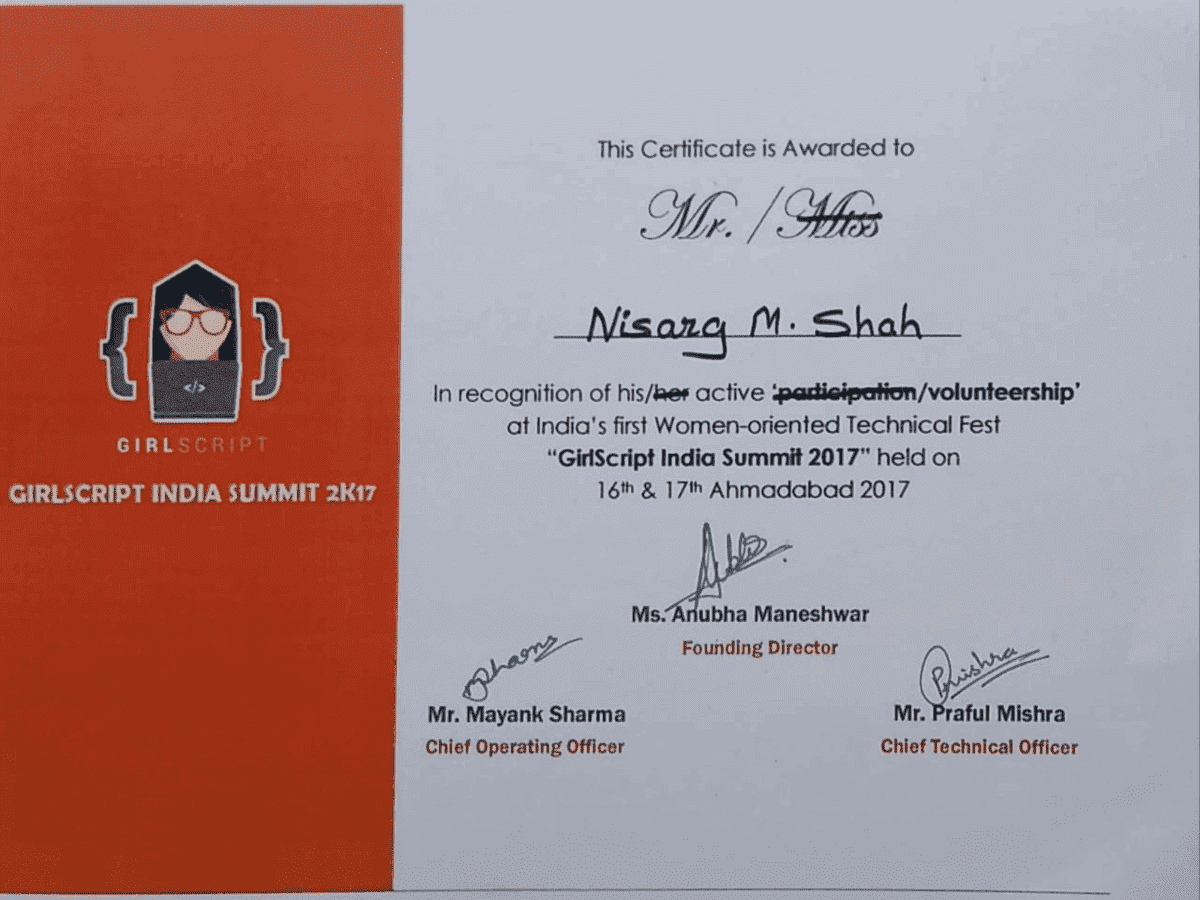 </>
GIRLSCRIPT
GIRLSCRIPT INDIA SUMMIT 2K17
This Certificate is Awarded to
Mr. / Miss
Nisarg M. Shah
In recognition of his/her active ‘participation/volunteership’
at India’s first Women-oriented Technical Fest
“GirlScript India Summit 2017” held on
16th & 17th Ahmadabad 2017
Ms. Anubha Maneshwar
Founding Director
Mr. Mayank Sharma
Chief Operating Officer
Pmishra
Mr. Praful Mishra
Chief Technical Officer